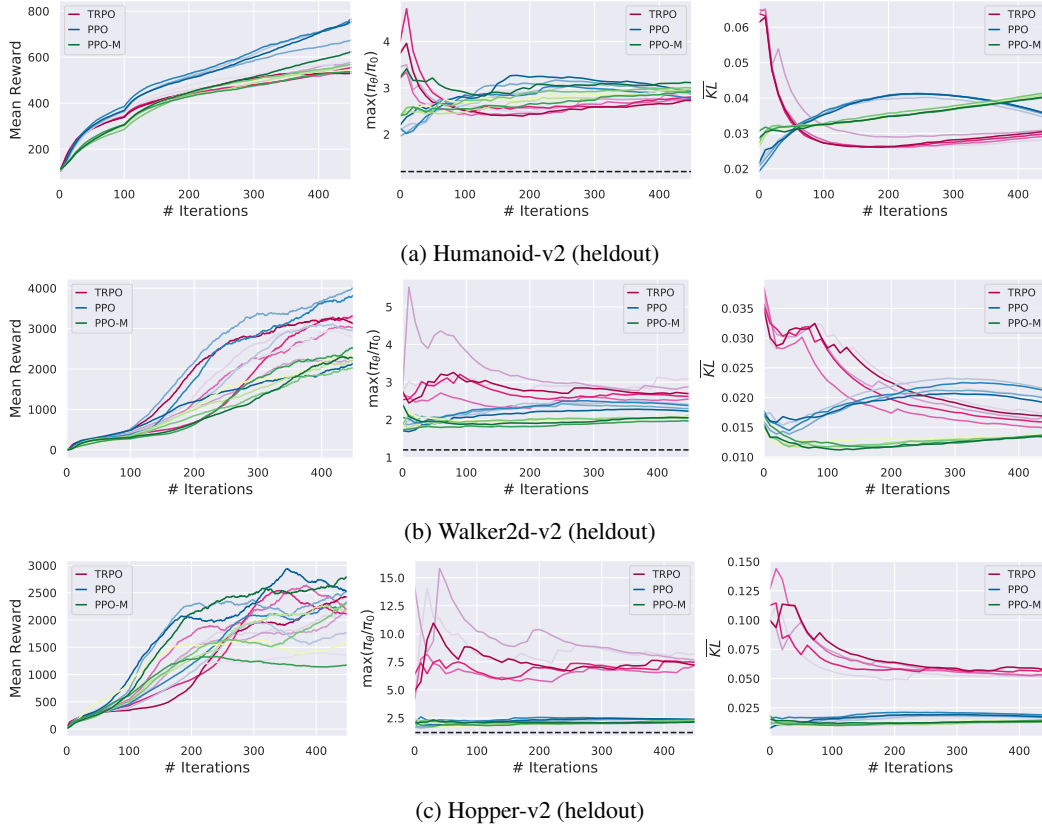 800
600
400
200
0
100
200
300
400
Mean Reward
# Iterations
TRPO
PPO
PPO-M
4
3
2
0
100
200
300
400
max(πθ/π0)
# Iterations
TRPO
PPO
PPO-M
0.06
0.05
0.04
0.03
0.02
0
100
200
300
400
KL
# Iterations
TRPO
PPO
PPO-M
(a) Humanoid-v2 (heldout)
4000
3000
2000
1000
0
0
100
200
300
400
Mean Reward
# Iterations
TRPO
PPO
PPO-M
5
4
3
2
1
0
100
200
300
400
max(πθ/π0)
# Iterations
TRPO
PPO
PPO-M
0.035
0.030
0.025
0.020
0.015
0.010
0
100
200
300
400
KL
# Iterations
TRPO
PPO
PPO-M
(b) Walker2d-v2 (heldout)
3000
2500
2000
1500
1000
500
0
0
100
200
300
400
Mean Reward
# Iterations
TRPO
PPO
PPO-M
15.0
12.5
10.0
7.5
5.0
2.5
0
100
200
300
400
max(πθ/π0)
# Iterations
TRPO
PPO
PPO-M
0.150
0.125
0.100
0.075
0.050
0.025
0
100
200
300
400
KL
# Iterations
TRPO
PPO
PPO-M
(c) Hopper-v2 (heldout)